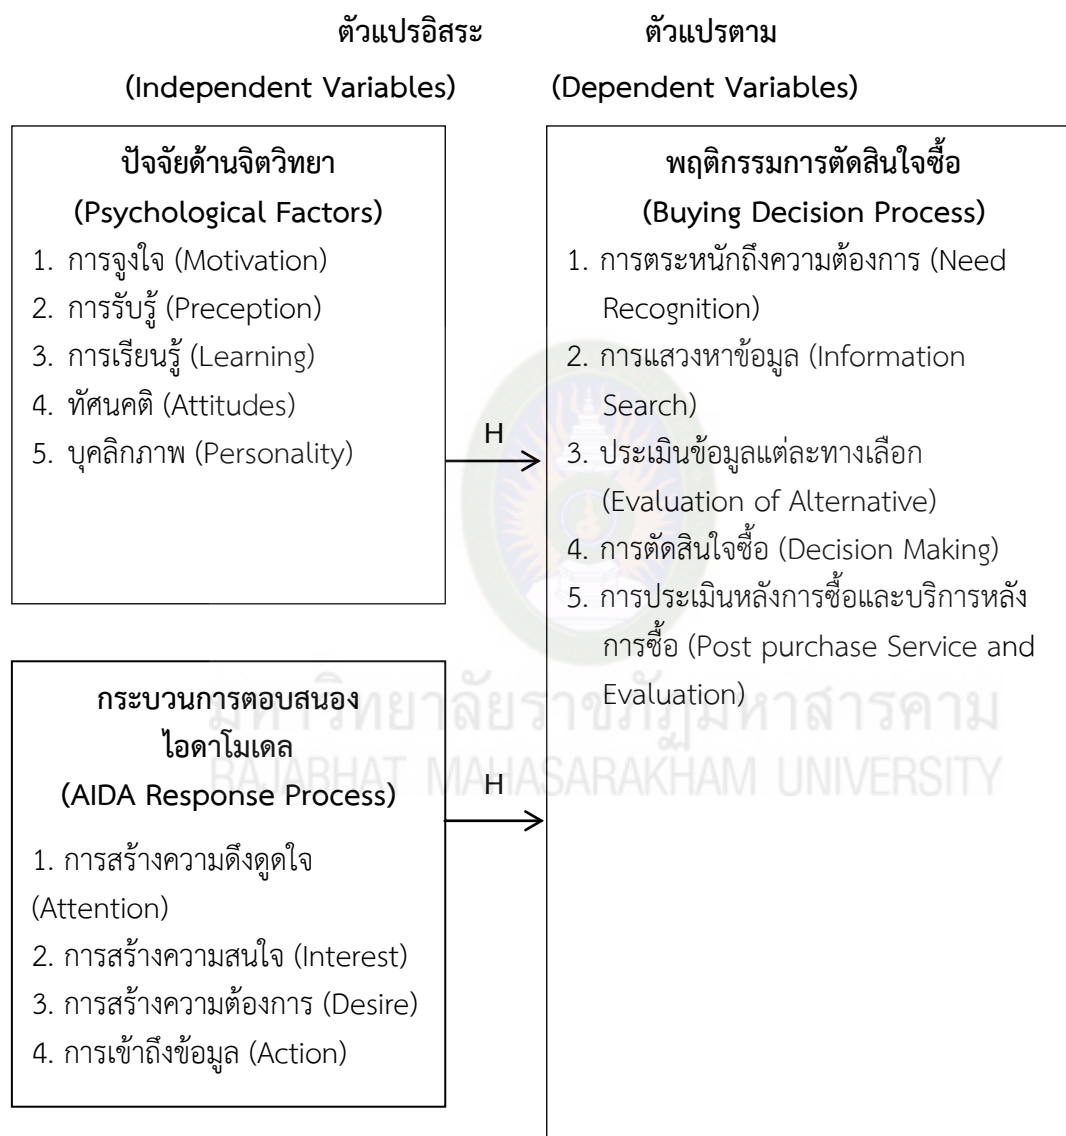 ตัวแปรอิสระ
(Independent Variables)
ตัวแปรตาม
(Dependent Variables)
ปัจจัยด้านจิตวิทยา
(Psychological Factors)
1. การจูงใจ (Motivation)
2. การรับรู้ (Preception)
3. การเรียนรู้ (Learning)
4. ทัศนคติ (Attitudes)
5. บุคลิกภาพ (Personality)
H
กระบวนการตอบสนอง
ไอดาโมเดล
(AIDA Response Process)
1. การสร้างความดึงดูดใจ
(Attention)
2. การสร้างความสนใจ (Interest)
3. การสร้างความต้องการ (Desire)
4. การเข้าถึงข้อมูล (Action)
H
พฤติกรรมการตัดสินใจซื้อ
(Buying Decision Process)
1. การตระหนักถึงความต้องการ (Need
Recognition)
2. การแสวงหาข้อมูล (Information
Search)
3. ประเมินข้อมูลแต่ละทางเลือก
(Evaluation of Alternative)
4. การตัดสินใจซื้อ (Decision Making)
5. การประเมินหลังการซื้อและบริการหลัง
การซื้อ (Post purchase Service and
Evaluation)
มหาวิทยาลัยราชภัฏมหาสารคาม
RAJABHAT MAHASARAKHAM UNIVERSITY